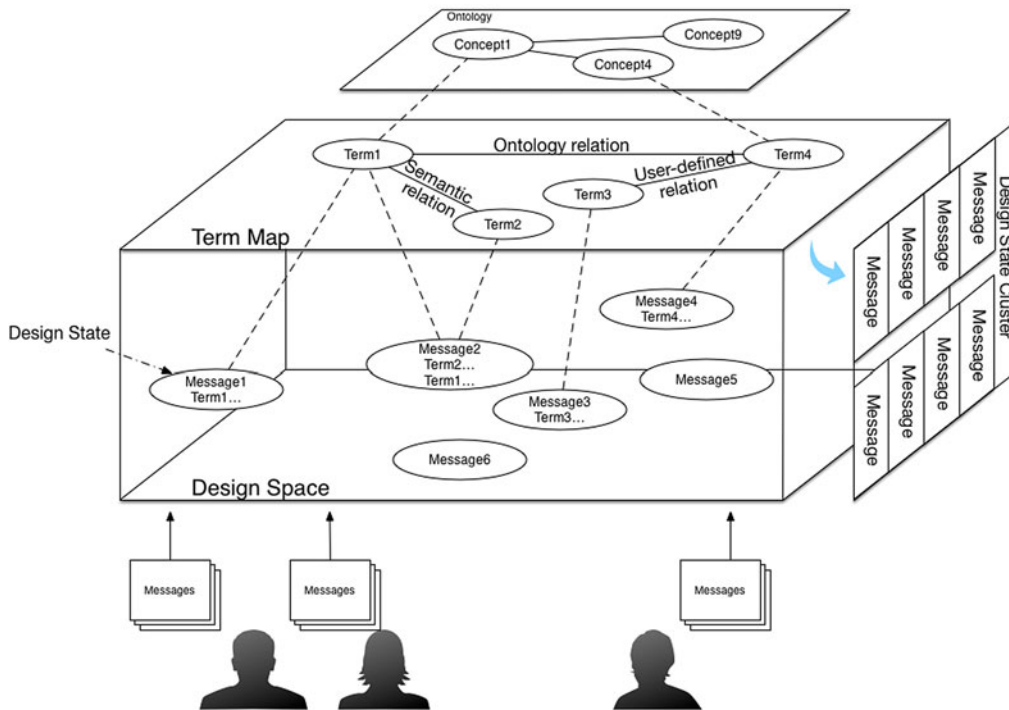 Ontology
Concept1
Concept9
Concept4
Term1
Ontology relation
Term4
Semantic
relation
User-defined
relation
Term3
Term2
Term Map
Message
Message
Message
Message
Design State Cluster
Message4
Term4...
Design State
Message2
Term2...
Term1...
Message1
Term1...
Message5
Message3
Term3...
Message6
Message
Message
Message
Message
Design Space
Messages
Messages
Messages